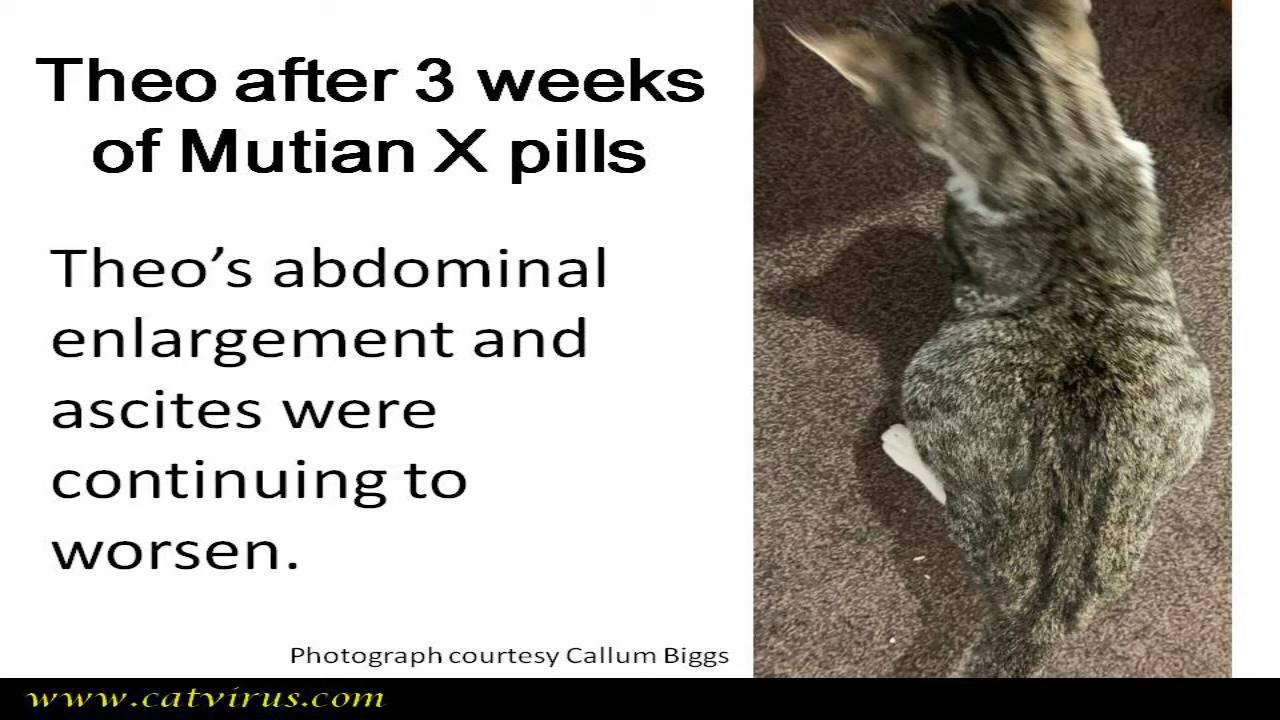 Theo after 3 weeks
of Mutian X pills
Theo’s abdominal
enlargement and
ascites were
continuing to
worsen.
Photograph courtesy Callum Biggs
www.catvirus.com